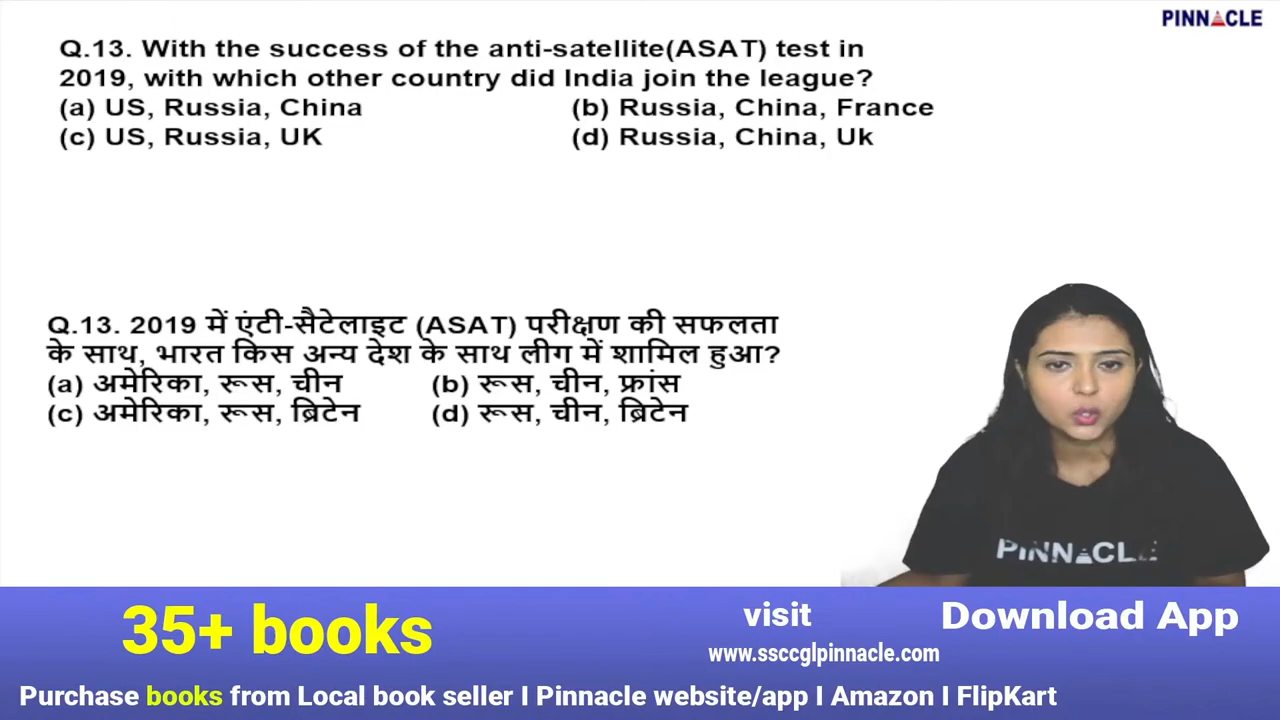 PINNACLE
Q.13. With the success of the anti-satellite(ASAT) test in
2019, with which other country did India join the league?
(a) US, Russia, China (b) Russia, China, France
(c) US, Russia, UK (d) Russia, China, Uk
Q.13. 2019 में एंटी-सैटेलाइट (ASAT) परीक्षण की सफलता
के साथ, भारत किस अन्य देश के साथ लीग में शामिल हुआ?
(a) अमेरिका, रूस, चीन (b) रूस, चीन, फ्रांस
(c) अमेरिका, रूस, ब्रिटेन (d) रूस, चीन, ब्रिटेन
PINNACLE
35+ books
visit
www.ssccglpinnacle.com
Download App
Purchase books from Local book seller I Pinnacle website/app I Amazon I FlipKart